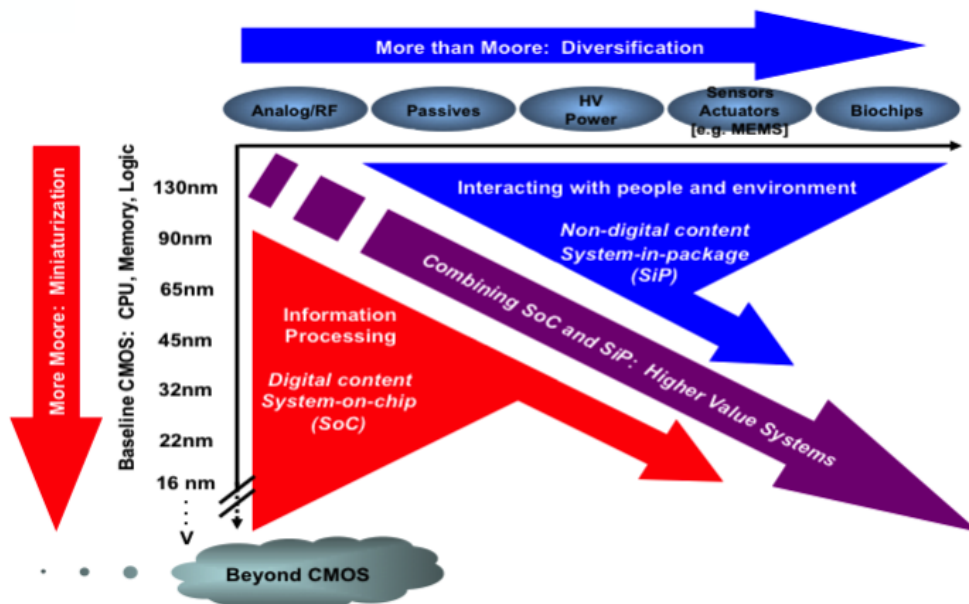 More than Moore: Diversification
Analog/RF
Passives
HV
Power
Sensors
Actuators
[e.g. MEMS]
Biochips
More Moore: Miniaturization
Baseline CMOS: CPU, Memory, Logic
130nm
90nm
65nm
45nm
32nm
22nm
16 nm
V
Interacting with people and environment
Non-digital content
System-in-package
(SiP)
Combining SoC and SiP: Higher Value Systems
Information
Processing
Digital content
System-on-chip
(SoC)
Beyond CMOS